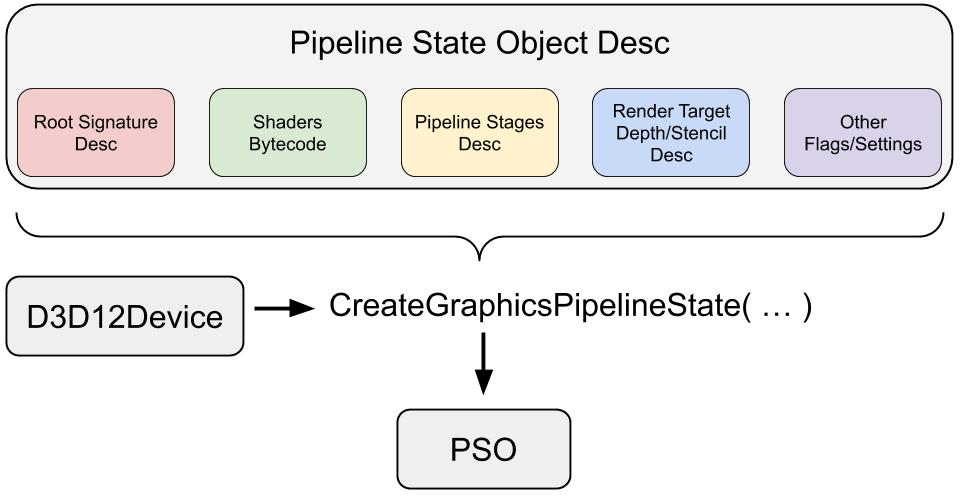 Pipeline State Object Desc
Root Signature
Desc
Shaders
Bytecode
Pipeline Stages
Desc
Render Target
Depth/Stencil
Desc
Other
Flags/Settings
D3D12Device
CreateGraphicsPipelineState( ... )
PSO